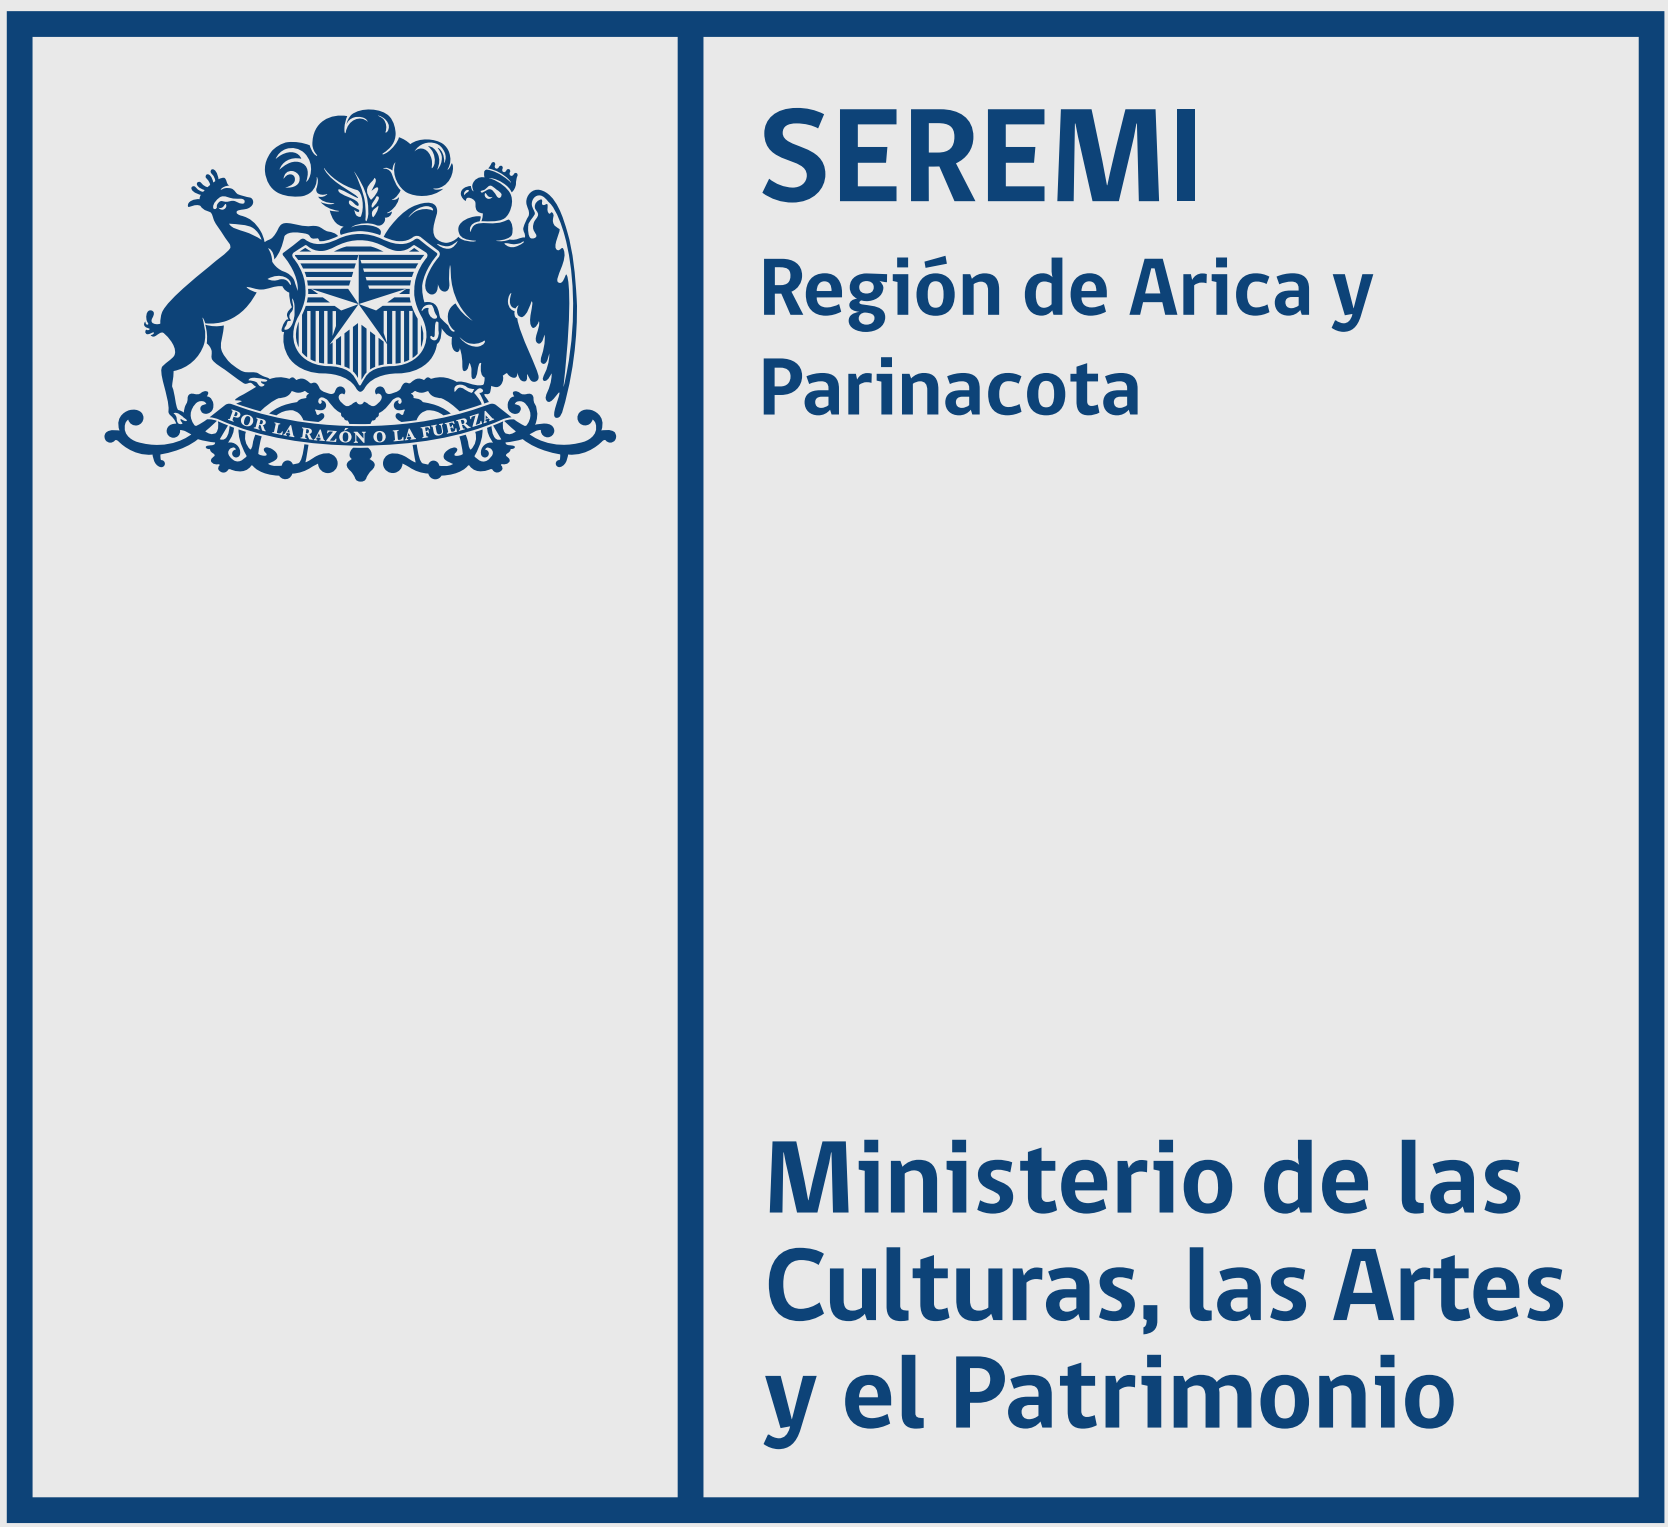 POR LA RAZÓN O LA FUERZA
SEREMI
Región de Arica y
Parinacota
Ministerio de las
Culturas, las Artes
y el Patrimonio